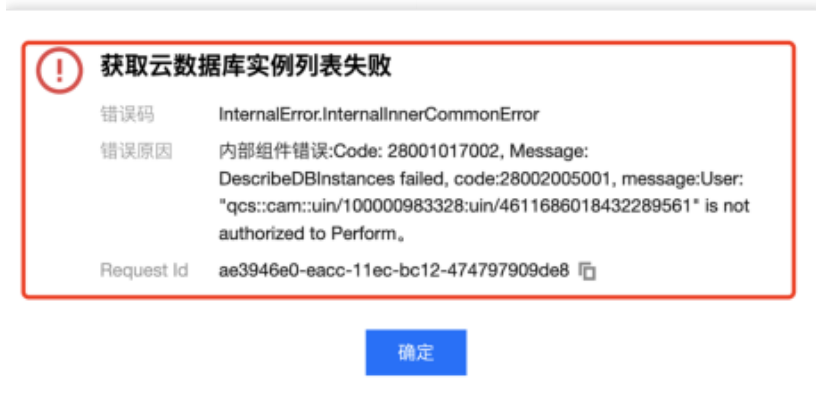 获取云数据库实例列表失败
错误码 InternalError.InternalInnerCommonError
错误原因 内部组件错误:Code: 28001017002, Message:
DescribeDBInstances failed, code:28002005001, message:User:
"qcs::cam::uin/100000983328:uin/4611686018432289561" is not
authorized to Perform。
Request Id ae3946e0-eacc-11ec-bc12-474797909de8
确定